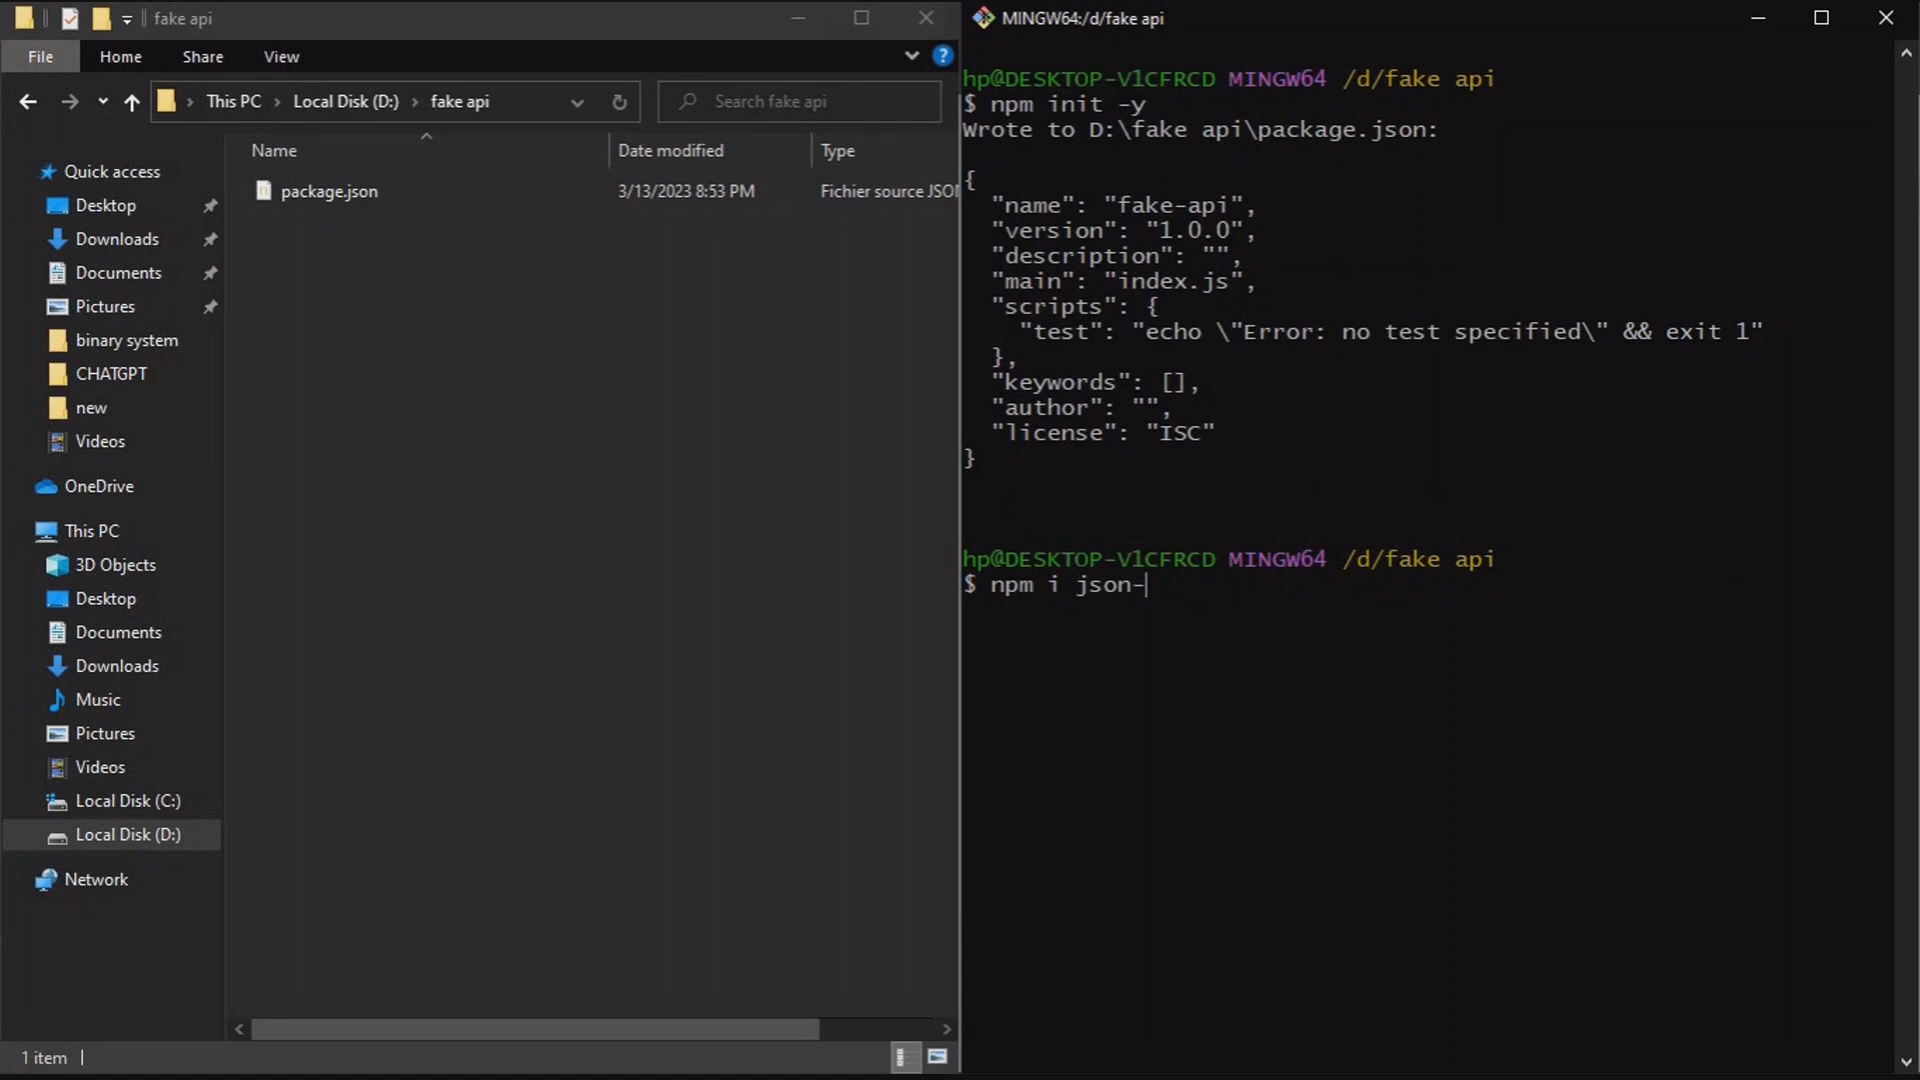 fake api
File
Home
Share
View
This PC
Local Disk (D:)
fake api
Search fake api
Name
Date modified
Type
package.json
3/13/2023 8:53 PM
Fichier source JSO
Quick access
Desktop
Downloads
Documents
Pictures
binary system
CHATGPT
new
Videos
OneDrive
This PC
3D Objects
Desktop
Documents
Downloads
Music
Pictures
Videos
Local Disk (C:)
Local Disk (D:)
Network
1 item
MINGW64:/d/fake api
hp@DESKTOP-V1CFRCD MINGW64 /d/fake api
$ npm init -y
Wrote to D:\fake api\package.json:
{
"name": "fake-api",
"version": "1.0.0",
"description": "",
"main": "index.js",
"scripts": {
"test": "echo \"Error: no test specified\" && exit 1"
},
"keywords": [],
"author": "",
"license": "ISC"
}
hp@DESKTOP-V1CFRCD MINGW64 /d/fake api
$ npm i json-